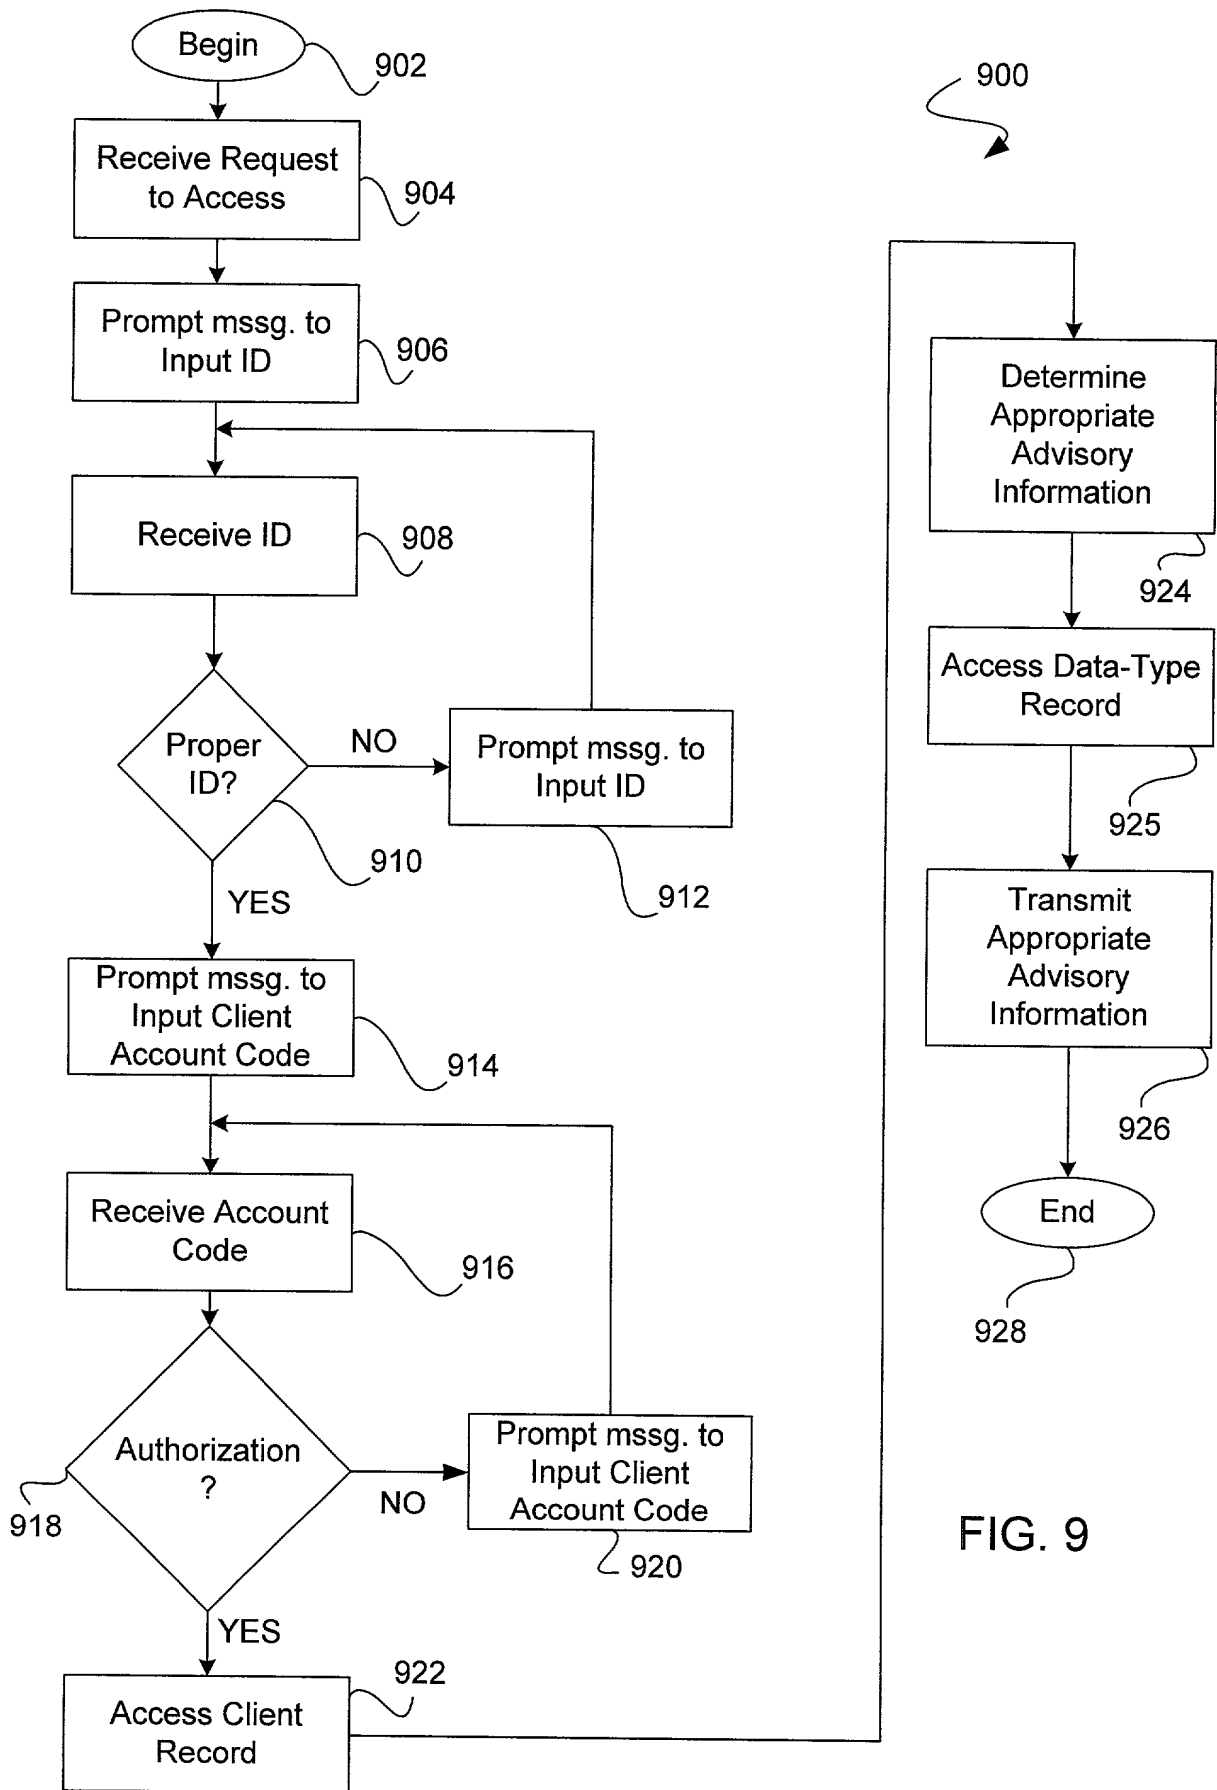 Begin
902
900
Receive Request
to Access
904
Prompt mssg. to
Input ID
906
Receive ID
908
Proper
ID?
NO
910
Prompt mssg. to
Input ID
912
YES
Prompt mssg. to
Input Client
Account Code
914
Receive Account
Code
916
Authorization
?
NO
918
Prompt mssg. to
Input Client
Account Code
920
YES
Access Client
Record
922
Determine
Appropriate
Advisory
Information
924
Access Data-Type
Record
925
Transmit
Appropriate
Advisory
Information
926
End
928
FIG. 9